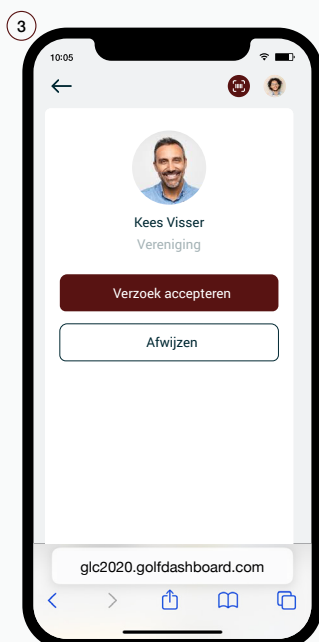 3
10:05
Kees Visser
Vereniging
Verzoek accepteren
Afwijzen
glc2020.golfdashboard.com